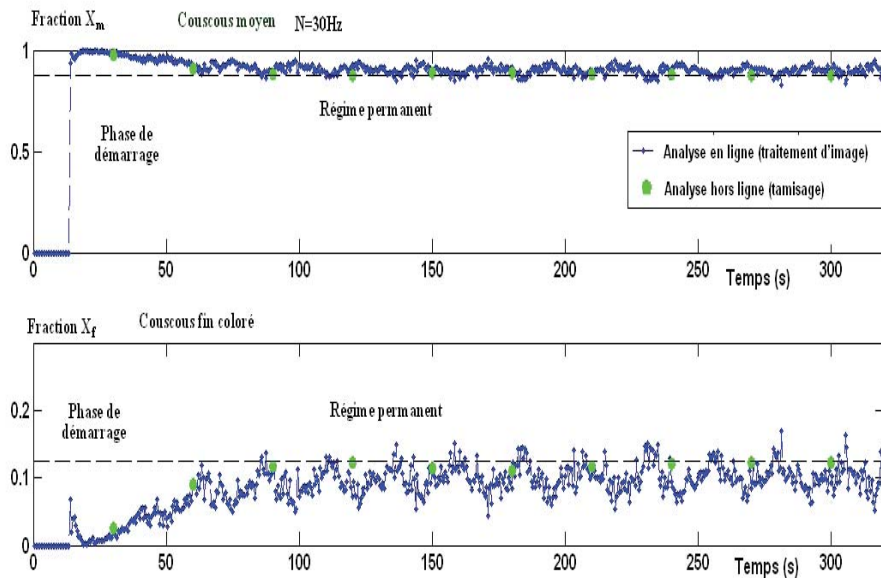 Fraction Xm
Couscous moyen
N=30Hz
1
0.5
0
Phase de
démarrage
Régime permanent
Analyse en ligne (traitement d'image)
Analyse hors ligne (tamisage)
0 50 100 150 200 250 300
Temps (s)
Fraction Xf
Couscous fin coloré
0.2
0.1
0
Phase de
démarrage
Régime permanent
0 50 100 150 200 250 300
Temps (s)